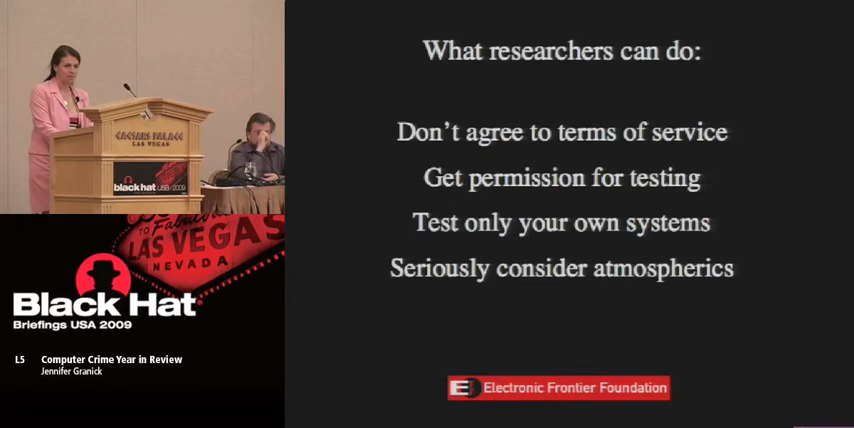 CAESARS PALACE
LAS VEGAS
black hat USA + 2009
TO Fabulous
LAS VEGAS
NEVADA
Black Hat
Briefings USA 2009
L5 Computer Crime Year in Review
Jennifer Granick
What researchers can do:
Don't agree to terms of service
Get permission for testing
Test only your own systems
Seriously consider atmospherics
Electronic Frontier Foundation